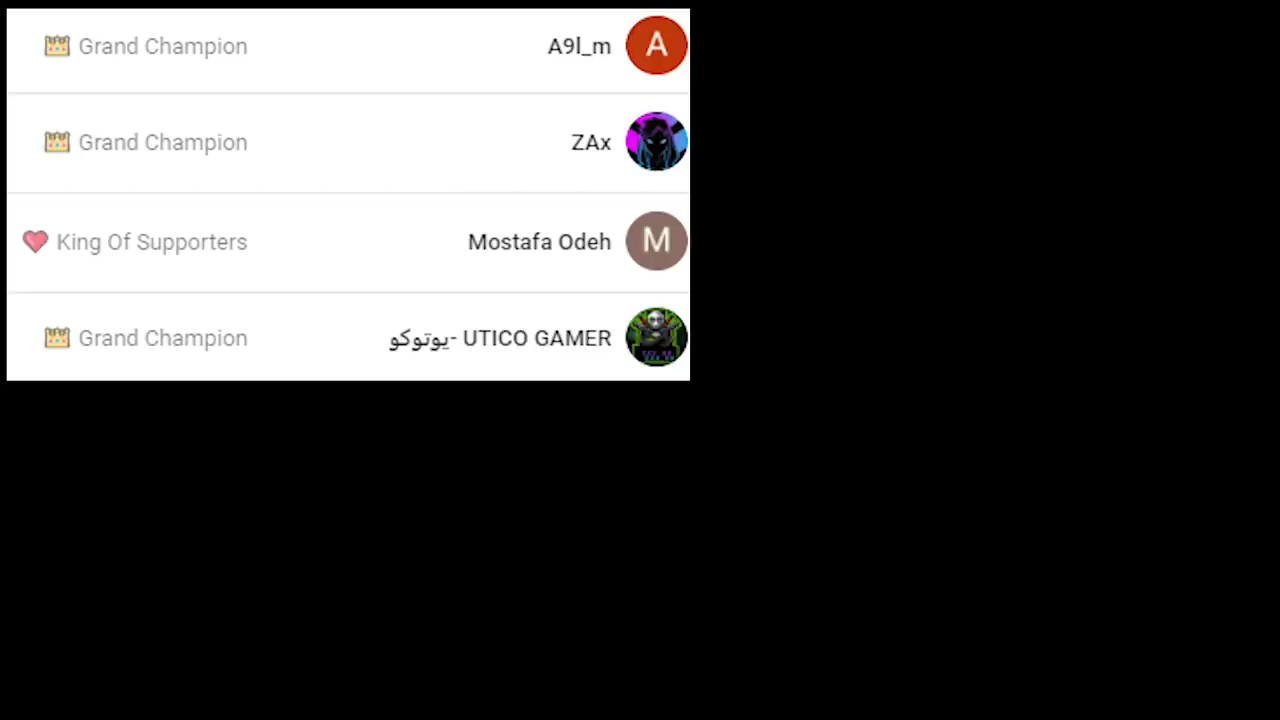 👑 Grand Champion A9l_m A
👑 Grand Champion ZAx
💗 King Of Supporters Mostafa Odeh M
👑 Grand Champion يوتوكو- UTICO GAMER